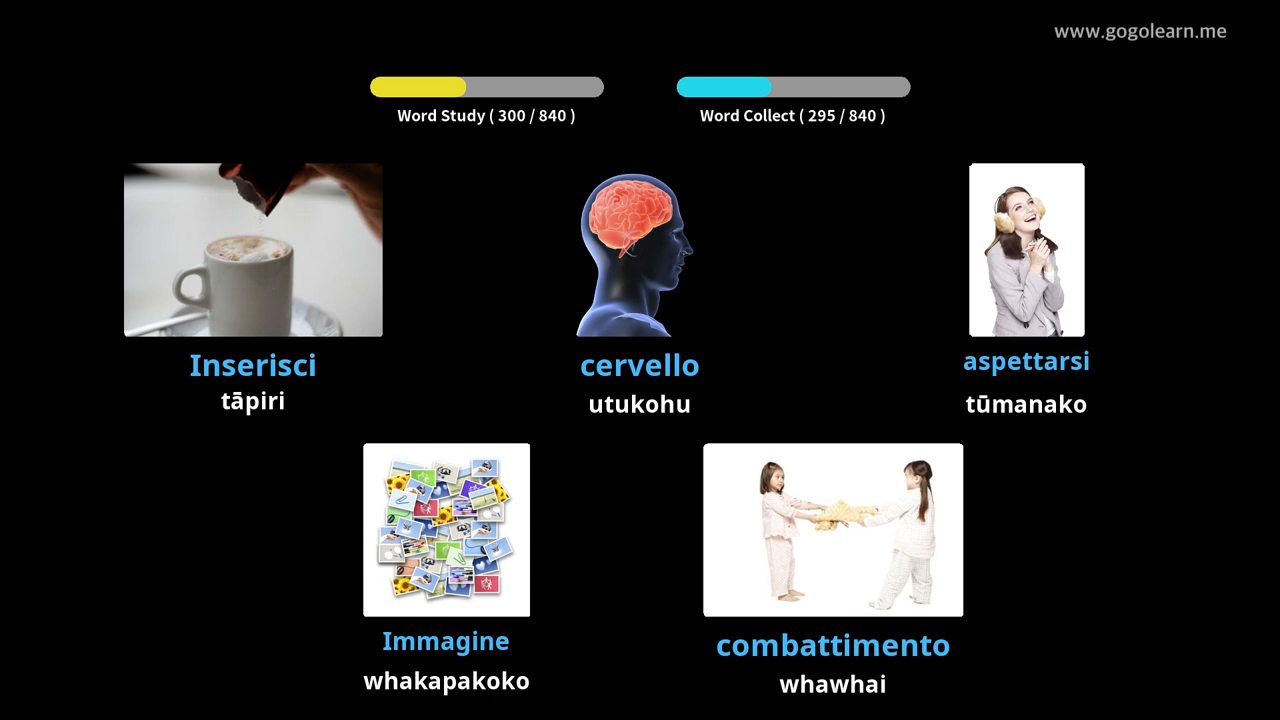 www.gogolearn.me
Word Study ( 300 / 840 )
Word Collect ( 295 / 840 )
Inserisci
tāpiri
cervello
utukohu
aspettarsi
tūmanako
Immagine
whakapakoko
combattimento
whawhai